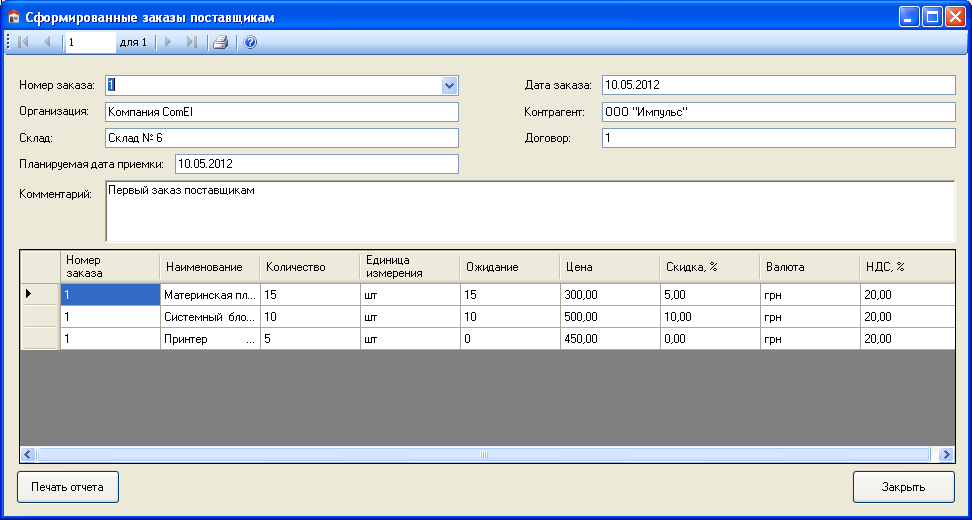 Сформированные заказы поставщикам
1 для 1
Номер заказа: 1 Дата заказа: 10.05.2012
Организация: Компания ComEl Контрагент: ООО "Импульс"
Склад: Склад № 6 Договор: 1
Планируемая дата приемки: 10.05.2012
Комментарий: Первый заказ поставщикам
Номер заказа Наименование Количество Единица измерения Ожидание Цена Скидка, % Валюта НДС, %
1 Материнская пл... 15 шт 15 300,00 5,00 грн 20,00
1 Системный бло... 10 шт 10 500,00 10,00 грн 20,00
1 Принтер ... 5 шт 0 450,00 0,00 грн 20,00
Печать отчета Закрыть